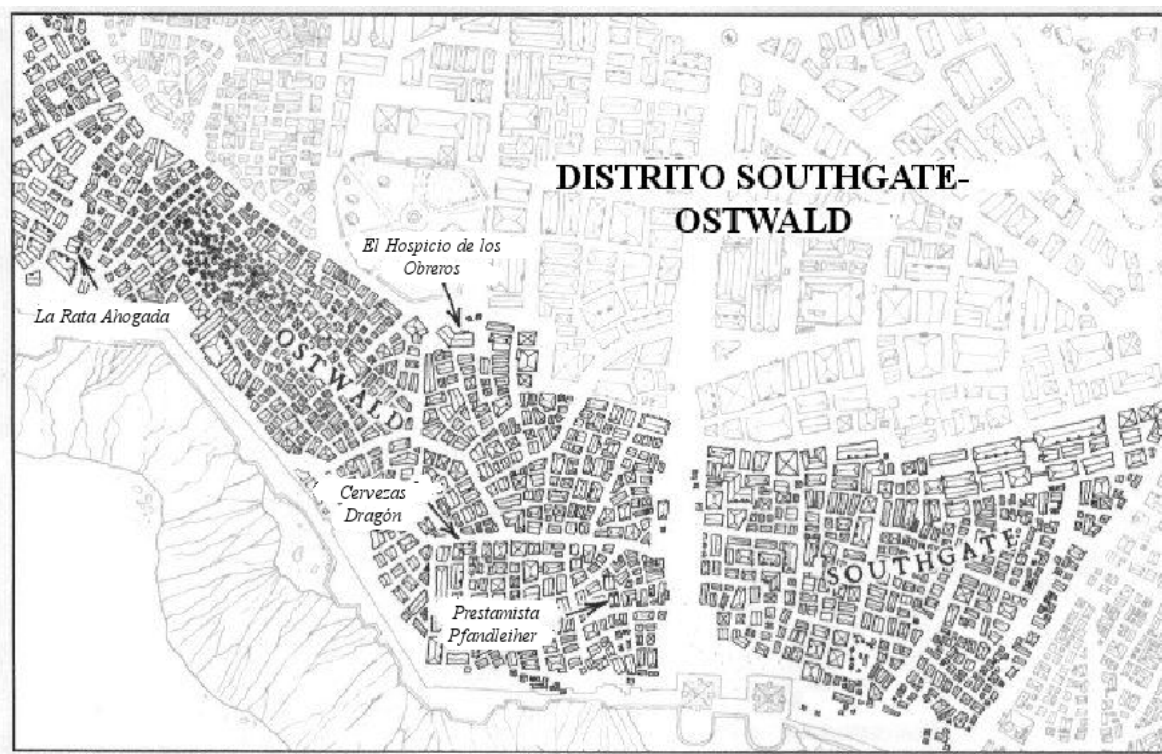 DISTRITO SOUTHGATE-
OSTWALD
El Hospicio de los
Obreros
La Rata Ahogada
OSTWALD
Cervezas
Dragón
SOUTHGATE
Prestamista
Pfandleiher